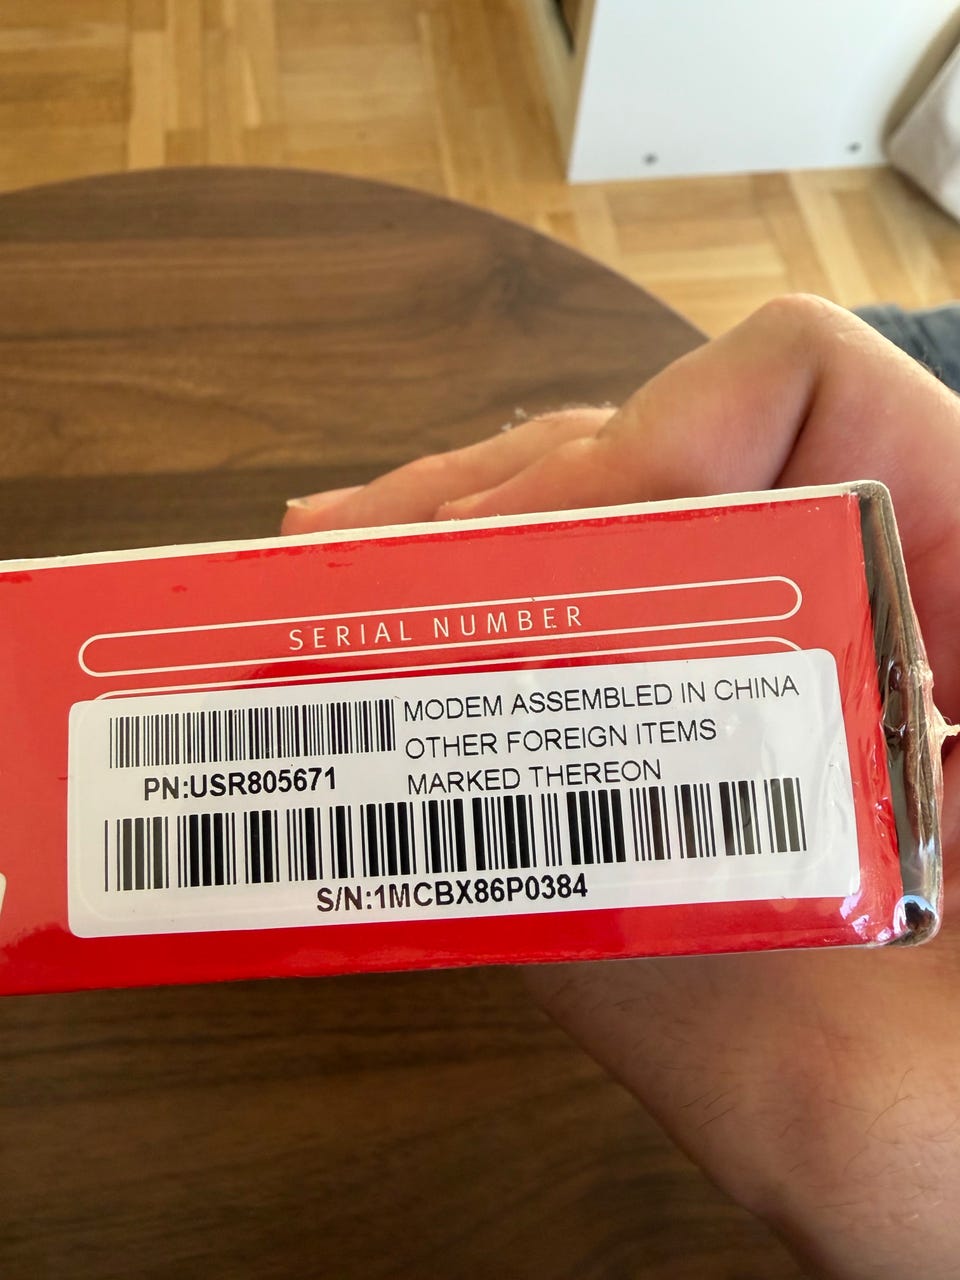 SERIAL NUMBER
MODEM ASSEMBLED IN CHINA
OTHER FOREIGN ITEMS
MARKED THEREON
PN:USR805671
S/N:1MCBX86P0384